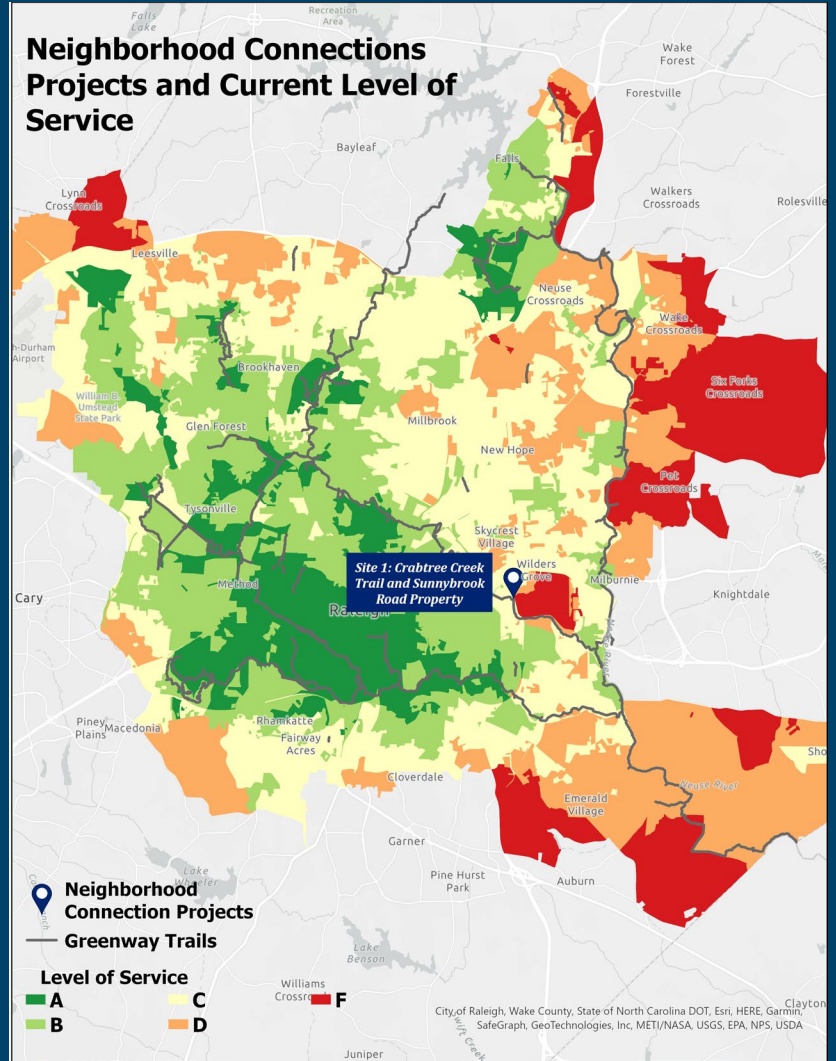 Neighborhood Connections
Projects and Current Level of
Service
Falls
Lake
Recreation
Area
Wake
Forest
Forestville
Bayleaf
Falls
Lynn
Crossroads
Walkers
Crossroads
Rolesville
Leesville
Neuse
Crossroads
h-Durham
Airport
Wake
Crossroads
Brookhaven
Six Forks
Crossroads
William B.
Umstead
State Park
Millbrook
Glen Forest
New Hope
Pet
Crossroads
Tysonville
Skycrest
Village
Site 1: Crabtree Creek
Trail and Sunnybrook
Road Property
Wilders
Grove
Method
Milburnie
Cary
Knightdale
Piney
Plains
Macedonia
Rhamkatte
Fairway
Acres
Sho
Cloverdale
Neuse River
Emerald
Village
Garner
Pine Hurst
Park
Auburn
Lake
Wheeler
Neighborhood
Connection Projects
Greenway Trails
Lake
Benson
Level of Service
A
C
F
B
D
Williams
Clayton
City of Raleigh, Wake County, State of North Carolina DOT, Esri, HERE, Garmin,
SafeGraph, GeoTechnologies, Inc, METI/NASA, USGS, EPA, NPS, USDA
Swift Creek
Juniper